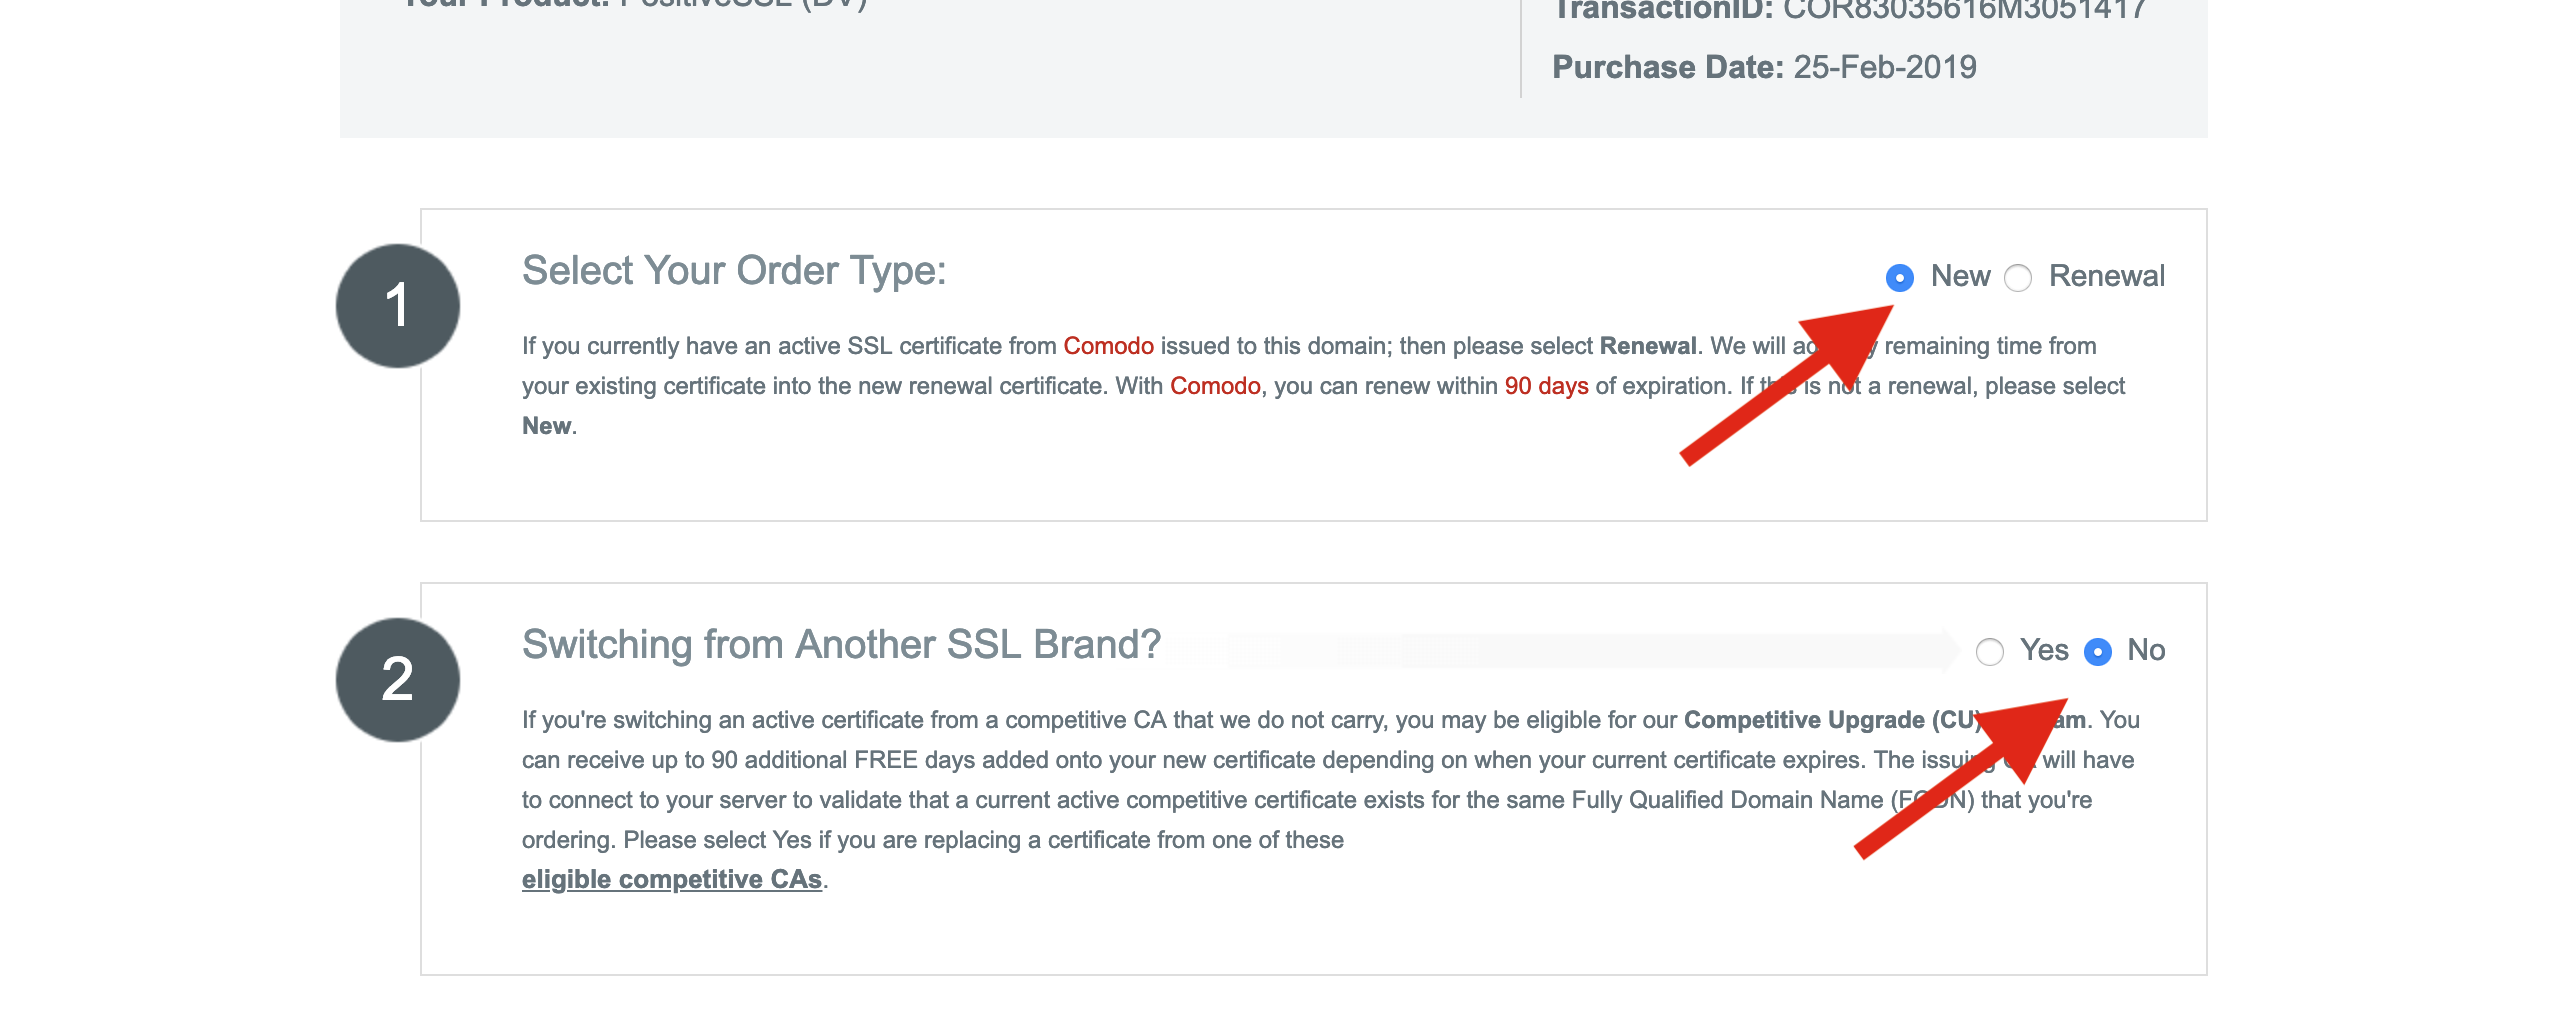 Your Product: PositiveSSL (DV)
TransactionID: COR83035616M3051417
Purchase Date: 25-Feb-2019
1
Select Your Order Type:
New Renewal
If you currently have an active SSL certificate from Comodo issued to this domain; then please select Renewal. We will remaining time from
your existing certificate into the new renewal certificate. With Comodo, you can renew within 90 days of expiration. If this is not a renewal, please select
New.
2
Switching from Another SSL Brand?
Yes No
If you're switching an active certificate from a competitive CA that we do not carry, you may be eligible for our Competitive Upgrade (CU) . You
can receive up to 90 additional FREE days added onto your new certificate depending on when your current certificate expires. The issuing will have
to connect to your server to validate that a current active competitive certificate exists for the same Fully Qualified Domain Name (FQDN) that you're
ordering. Please select Yes if you are replacing a certificate from one of these
eligible competitive CAs.